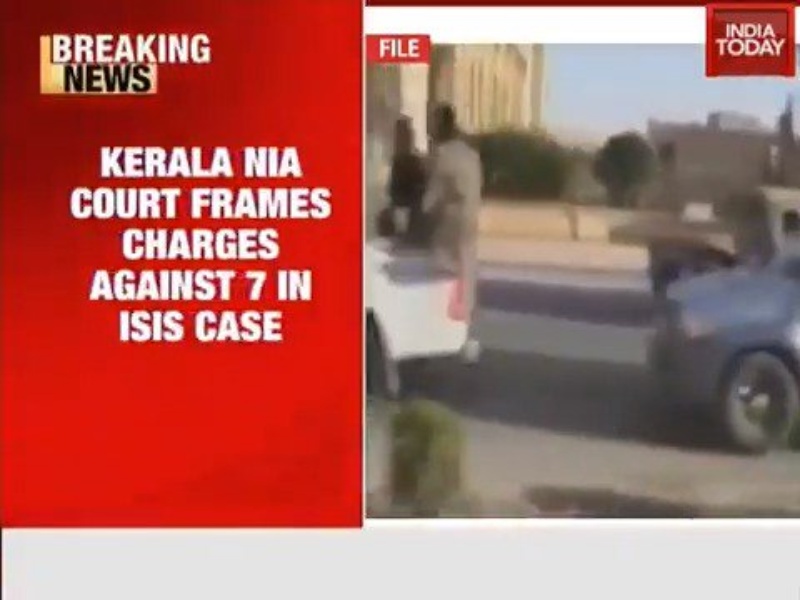 BREAKING
NEWS
KERALA NIA
COURT FRAMES
CHARGES
AGAINST 7 IN
ISIS CASE
FILE
INDIA
TODAY